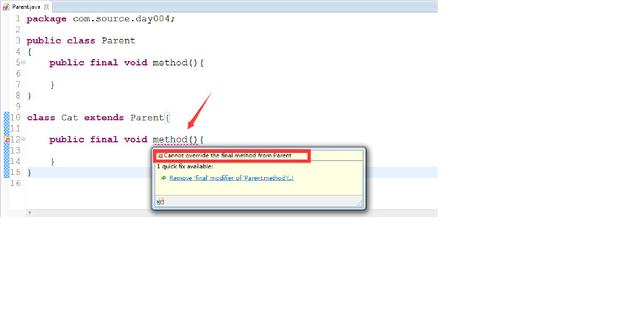 Parent.java
1 package com.source.day004;
2
3 public class Parent
4 {
5 public final void method(){
6
7 }
8 }
9
10 class Cat extends Parent{
11
12 public final void method(){
13
14 }
15 }
16
Cannot override the final method from Parent
1 quick fix available:
Remove 'final' modifier of 'Parent.method'(..)